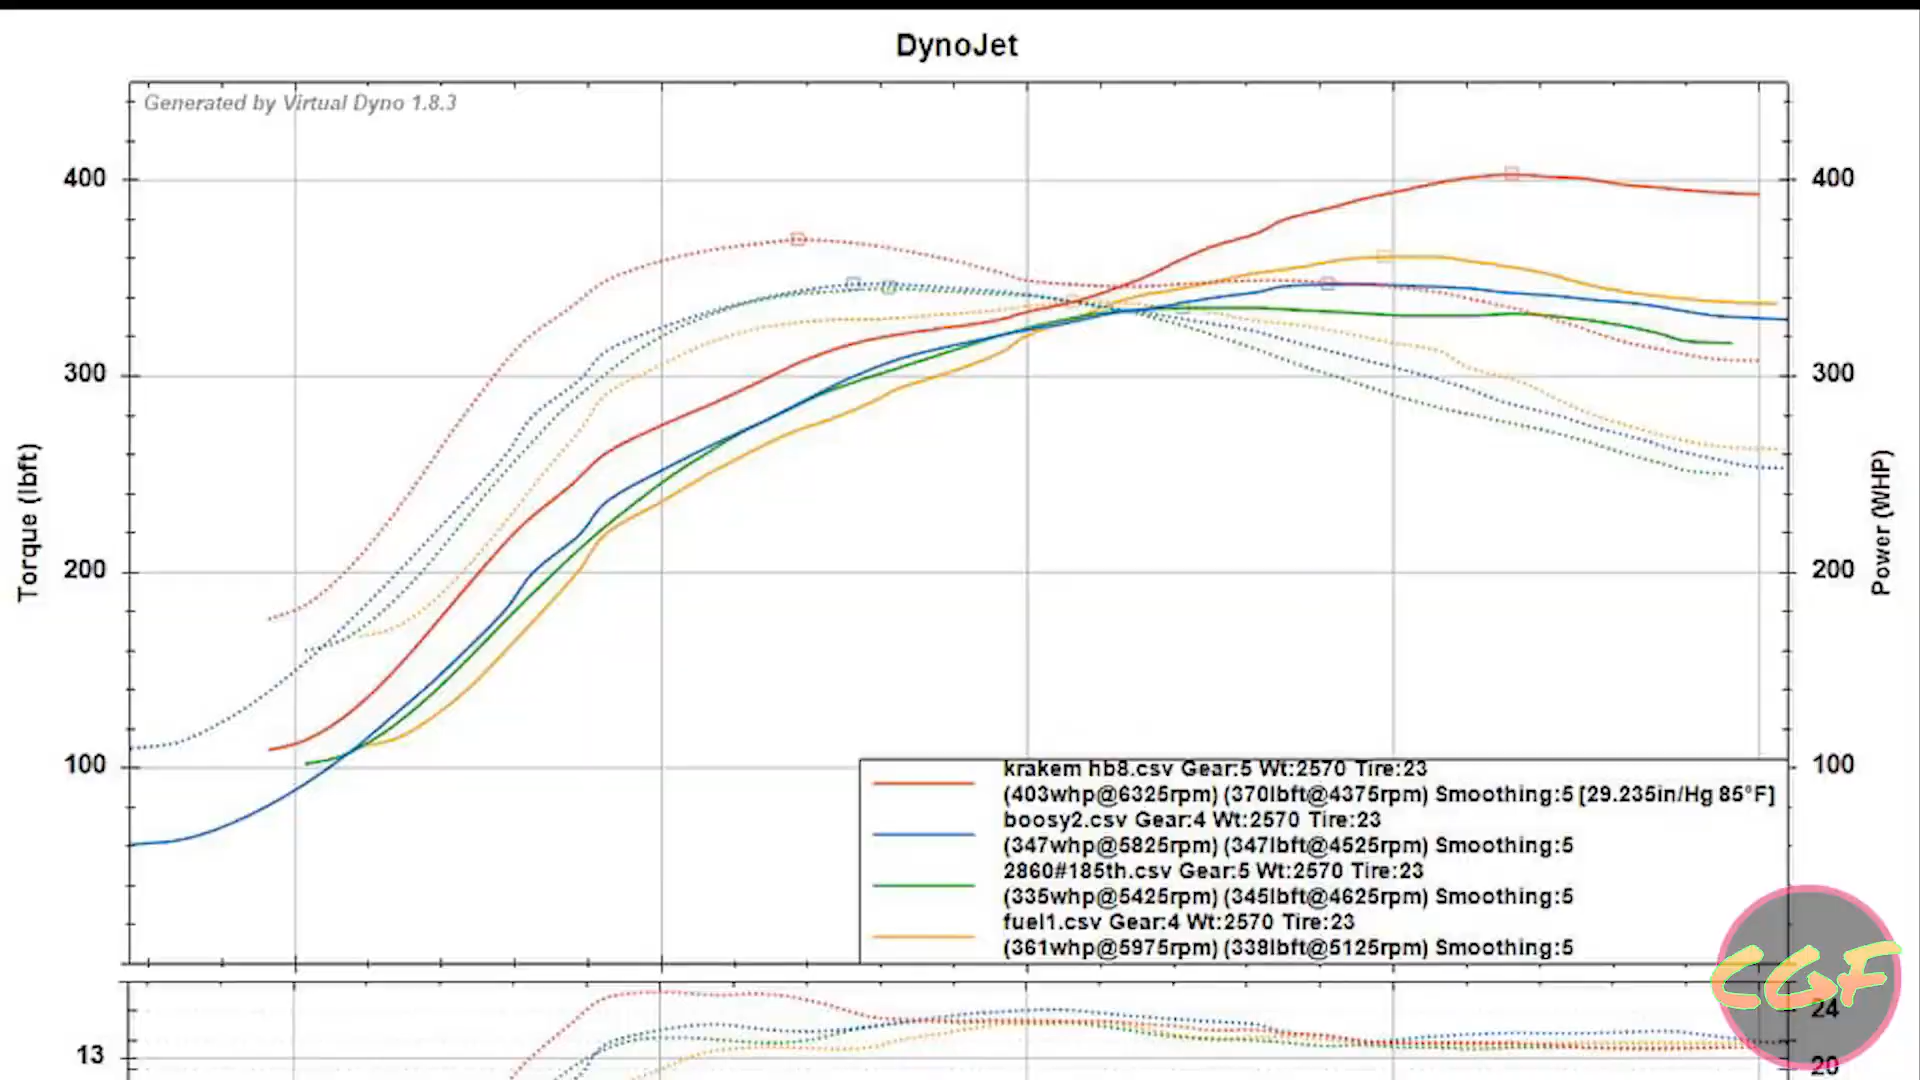 DynoJet
Generated by Virtual Dyno 1.8.3
400
300
200
100
Torque (lbft)
400
300
200
100
Power (WHP)
krakem hb8.csv Gear:5 Wt:2570 Tire:23
(403whp@6325rpm) (370lbft@4375rpm) Smoothing:5 [29.235in/Hg 85°F]
boosy2.csv Gear:4 Wt:2570 Tire:23
(347whp@5825rpm) (347lbft@4525rpm) Smoothing:5
2860#185th.csv Gear:5 Wt:2570 Tire:23
(335whp@5425rpm) (345lbft@4625rpm) Smoothing:5
fuel1.csv Gear:4 Wt:2570 Tire:23
(361whp@5975rpm) (338lbft@5125rpm) Smoothing:5
CGF
24
13
20